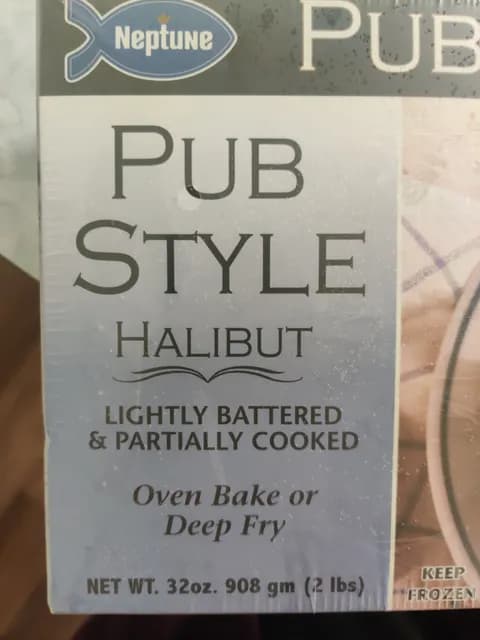 Neptune
PUB
PUB
STYLE
HALIBUT
LIGHTLY BATTERED
& PARTIALLY COOKED
Oven Bake or
Deep Fry
NET WT. 32oz. 908 gm (2 lbs)
KEEP
FROZEN